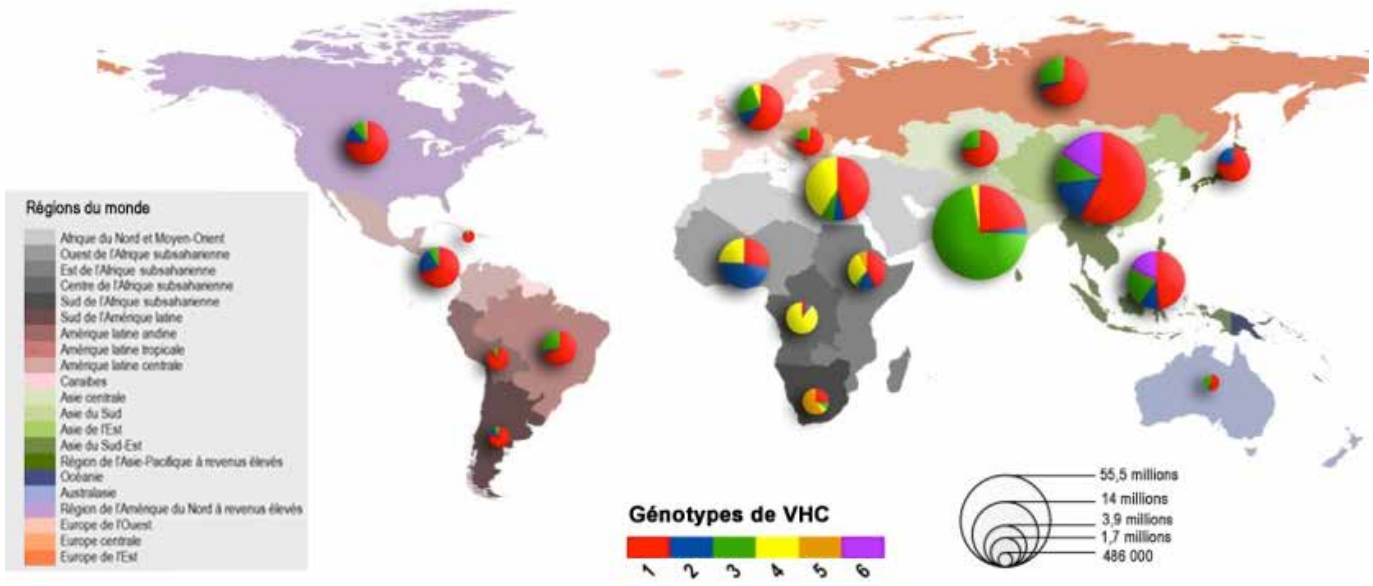 Régions du monde
Afrique du Nord et Moyen-Orient
Ouest de l'Afrique subsaharienne
Est de l'Afrique subsaharienne
Centre de l'Afrique subsaharienne
Sud de l'Afrique subsaharienne
Sud de l'Amérique latine
Amérique latine andine
Amérique latine tropicale
Amérique latine centrale
Caraïbes
Asie centrale
Asie du Sud
Asie de l'Est
Asie du Sud-Est
Région de l'Asie-Pacifique à revenus élevés
Océanie
Australasie
Région de l'Amérique du Nord à revenus élevés
Europe de l'Ouest
Europe centrale
Europe de l'Est
Génotypes de VHC
1 2 3 4 5 6
55,5 millions
14 millions
3,9 millions
1,7 millions
486 000